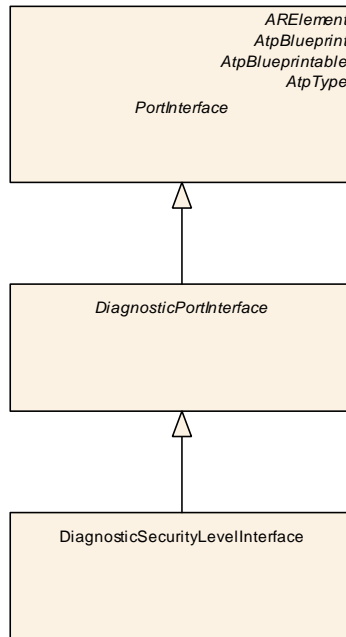 ARElement
AtpBlueprint
AtpBlueprintable
AtpType
PortInterface
DiagnosticPortInterface
DiagnosticSecurityLevelInterface